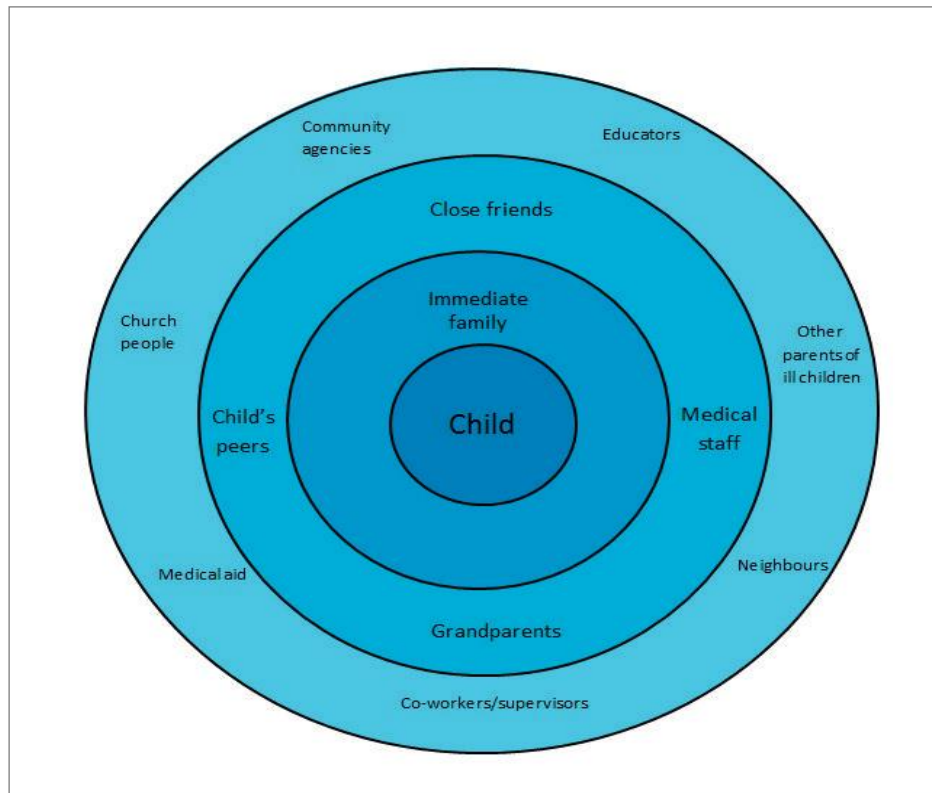 Community
agencies
Educators
Close friends
Immediate
family
Church
people
Other
parents of
ill children
Child's
peers
Child
Medical
staff
Medical aid
Neighbours
Grandparents
Co-workers/supervisors